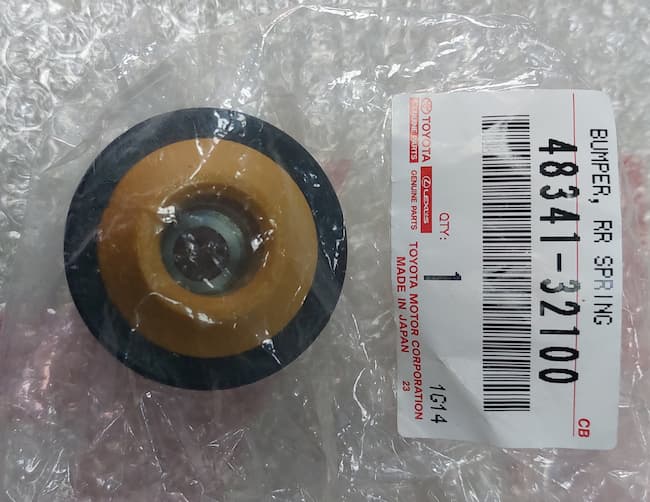 BUMPER, RR SPRING
48341-32100
CB
TOYOTA
GENUINE PARTS
LEXUS
GENUINE PARTS
QTY:
1
TOYOTA MOTOR CORPORATION
MADE IN JAPAN
23
1G14